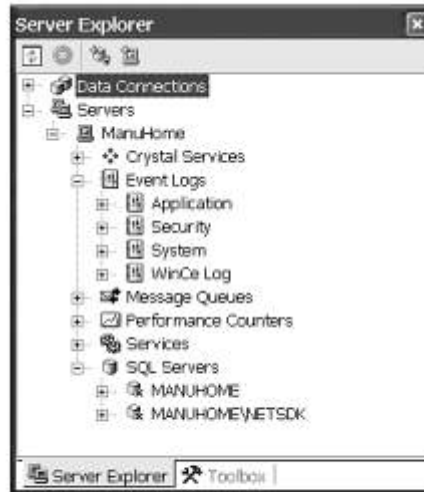 Server Explorer
Data Connections
Servers
ManuHome
Crystal Services
Event Logs
Application
Security
System
WinCe Log
Message Queues
Performance Counters
Services
SQL Servers
MANUHOME
MANUHOME\NETSDK
Server Explorer Toolbox